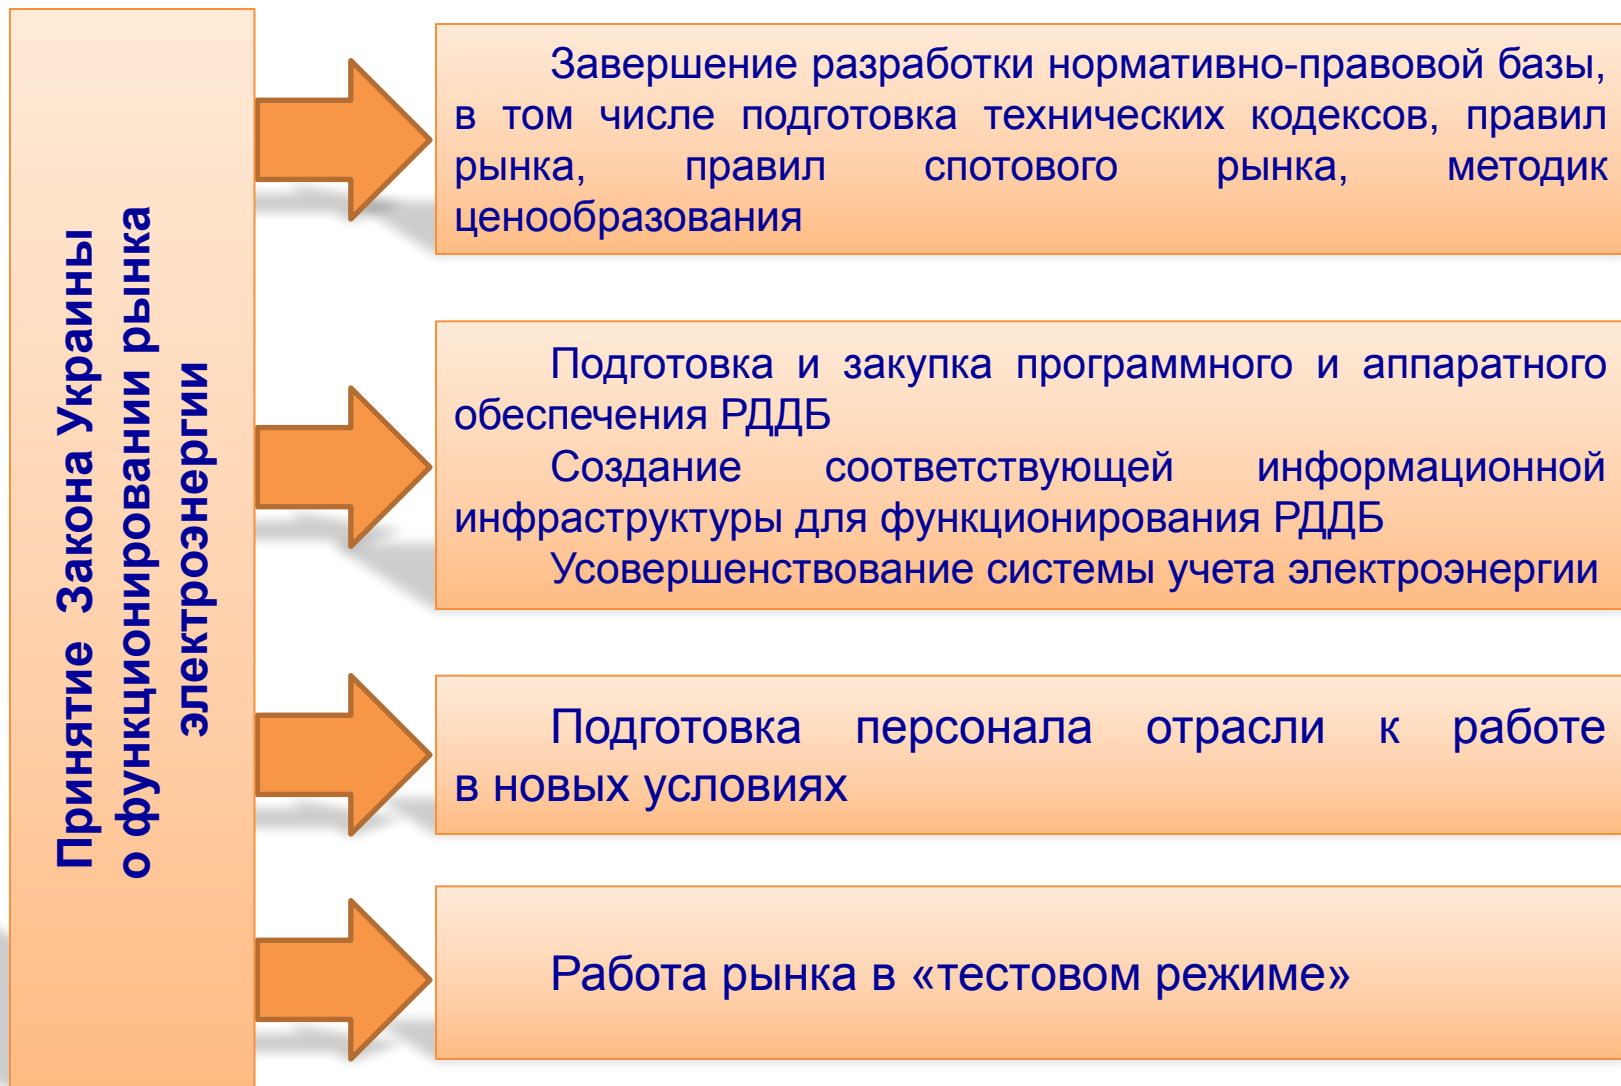 Принятие Закона Украины
о функционировании рынка
электроэнергии
Завершение разработки нормативно-правовой базы,
в том числе подготовка технических кодексов, правил
рынка, правил спотового рынка, методик
ценообразования
Подготовка и закупка программного и аппаратного
обеспечения РДДБ
Создание соответствующей информационной
инфраструктуры для функционирования РДДБ
Усовершенствование системы учета электроэнергии
Подготовка персонала отрасли к работе
в новых условиях
Работа рынка в «тестовом режиме»